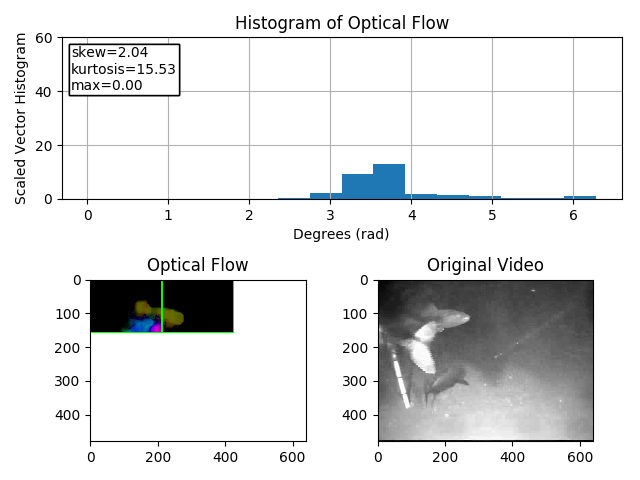 Histogram of Optical Flow
Scaled Vector Histogram
60
40
20
0
skew=2.04
kurtosis=15.53
max=0.00
0 1 2 3 4 5 6
Degrees (rad)
Optical Flow
0
100
200
300
400
0 200 400 600
Original Video
0
100
200
300
400
0 200 400 600